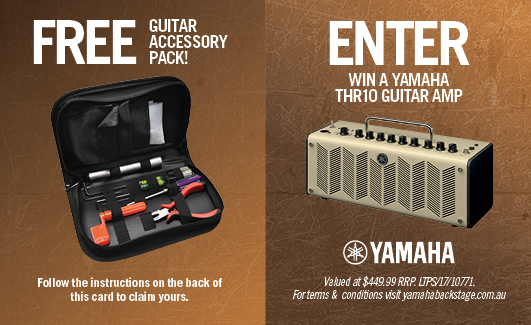 FREE
GUITAR
ACCESSORY
PACK!
Follow the instructions on the back of
this card to claim yours.
ENTER
WIN A YAMAHA
THR10 GUITAR AMP
YAMAHA
Valued at $449.99 RRP. LTPS/17/10771.
For terms & conditions visit yamahabackstage.com.au